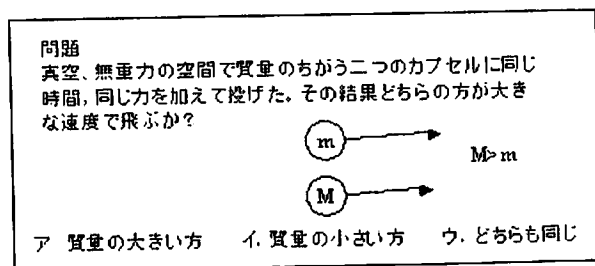 問題
真空、無重力の空間で質量のちがう二つのカプセルに同じ
時間，同じ力を加えて投げた。その結果どちらの方が大き
な速度で飛ぶか?
m
M>m
M
ア 質量の大きい方 イ．質量の小さい方 ウ．どちらも同じ